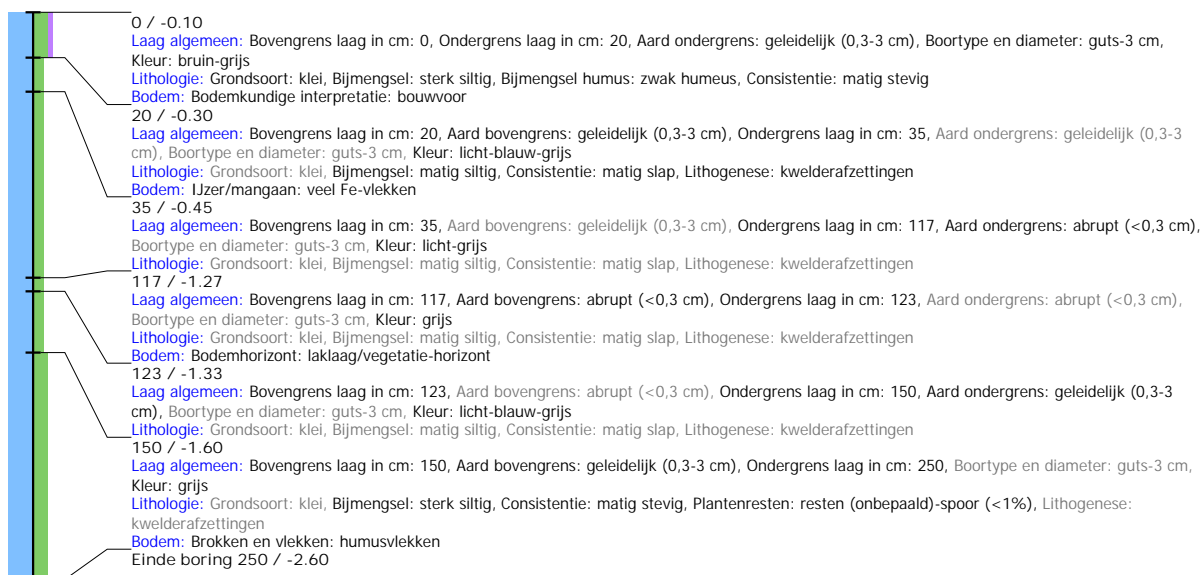 0 / -0.10
Laag algemeen: Bovengrens laag in cm: 0, Ondergrens laag in cm: 20, Aard ondergrens: geleidelijk (0,3-3 cm), Boortype en diameter: guts-3 cm,
Kleur: bruin-grijs
Lithologie: Grondsoort: klei, Bijmengsel: sterk siltig, Bijmengsel humus: zwak humeus, Consistentie: matig stevig
Bodem: Bodemkundige interpretatie: bouwvoor
20 / -0.30
Laag algemeen: Bovengrens laag in cm: 20, Aard bovengrens: geleidelijk (0,3-3 cm), Ondergrens laag in cm: 35, Aard ondergrens: geleidelijk (0,3-3
cm), Boortype en diameter: guts-3 cm, Kleur: licht-blauw-grijs
Lithologie: Grondsoort: klei, Bijmengsel: matig siltig, Consistentie: matig slap, Lithogenese: kwelderafzettingen
Bodem: IJzer/mangaan: veel Fe-vlekken
35 / -0.45
Laag algemeen: Bovengrens laag in cm: 35, Aard bovengrens: geleidelijk (0,3-3 cm), Ondergrens laag in cm: 117, Aard ondergrens: abrupt (<0,3 cm),
Boortype en diameter: guts-3 cm, Kleur: licht-grijs
Lithologie: Grondsoort: klei, Bijmengsel: matig siltig, Consistentie: matig slap, Lithogenese: kwelderafzettingen
117 / -1.27
Laag algemeen: Bovengrens laag in cm: 117, Aard bovengrens: abrupt (<0,3 cm), Ondergrens laag in cm: 123, Aard ondergrens: abrupt (<0,3 cm),
Boortype en diameter: guts-3 cm, Kleur: grijs
Lithologie: Grondsoort: klei, Bijmengsel: matig siltig, Consistentie: matig slap, Lithogenese: kwelderafzettingen
Bodem: Bodemhorizont: laklaag/vegetatie-horizont
123 / -1.33
Laag algemeen: Bovengrens laag in cm: 123, Aard bovengrens: abrupt (<0,3 cm), Ondergrens laag in cm: 150, Aard ondergrens: geleidelijk (0,3-3
cm), Boortype en diameter: guts-3 cm, Kleur: licht-blauw-grijs
Lithologie: Grondsoort: klei, Bijmengsel: matig siltig, Consistentie: matig slap, Lithogenese: kwelderafzettingen
150 / -1.60
Laag algemeen: Bovengrens laag in cm: 150, Aard bovengrens: geleidelijk (0,3-3 cm), Ondergrens laag in cm: 250, Boortype en diameter: guts-3 cm,
Kleur: grijs
Lithologie: Grondsoort: klei, Bijmengsel: sterk siltig, Consistentie: matig stevig, Plantenresten: resten (onbepaald)-spoor (<1%), Lithogenese:
kwelderafzettingen
Bodem: Brokken en vlekken: humusvlekken
Einde boring 250 / -2.60